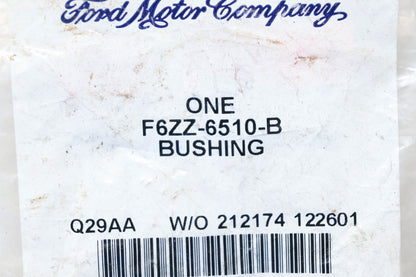 Ford Motor Company,
ONE
F6ZZ-6510-B
BUSHING
Q29AA W/O 212174 122601